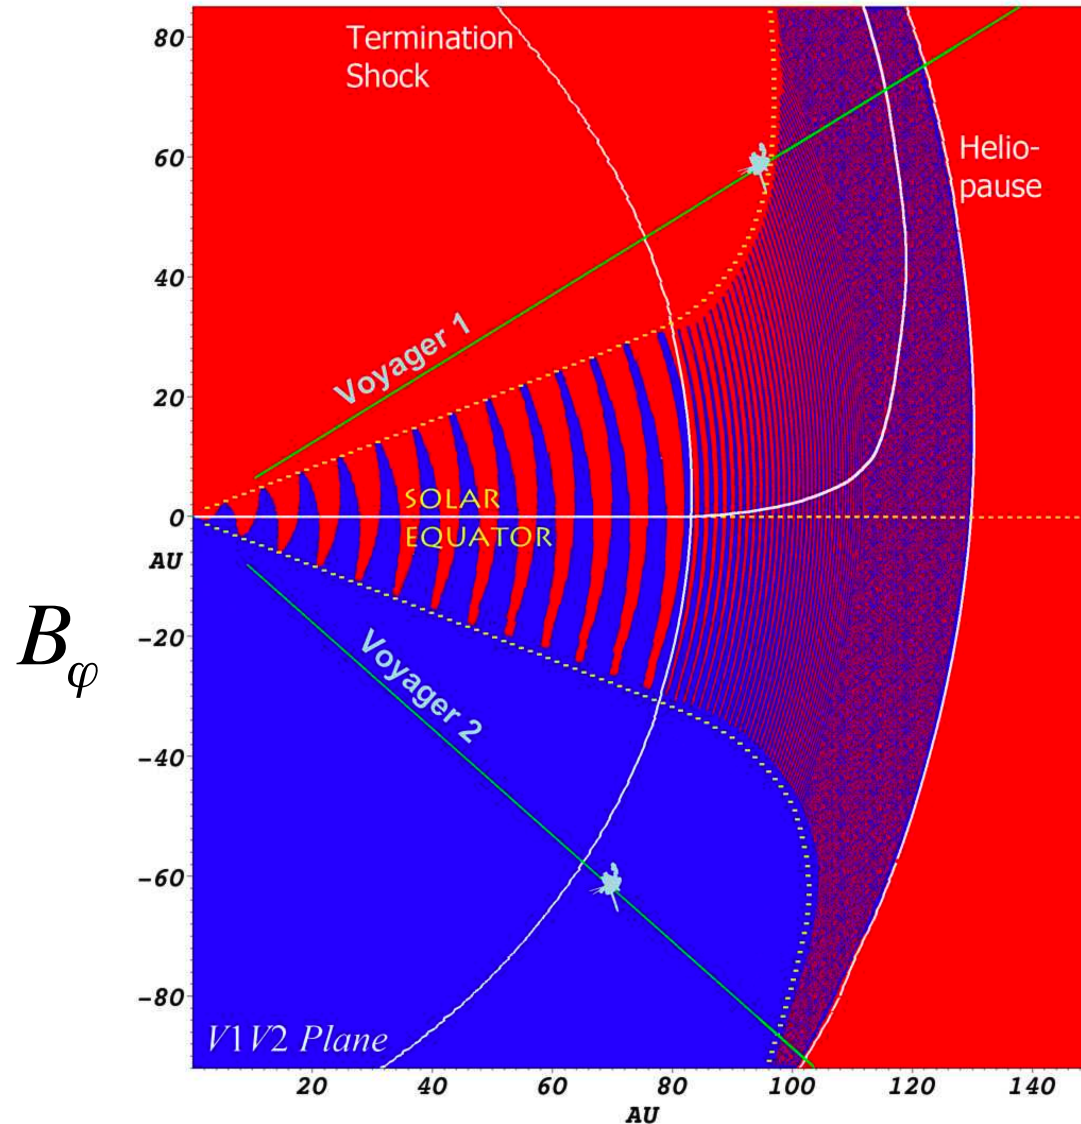 Termination
Shock
Helio-
pause
Voyager 1
SOLAR
EQUATOR
Voyager 2
V1V2 Plane
Bφ
80
60
40
20
0
AU
−20
−40
−60
−80
20 40 60 80 100 120 140
AU